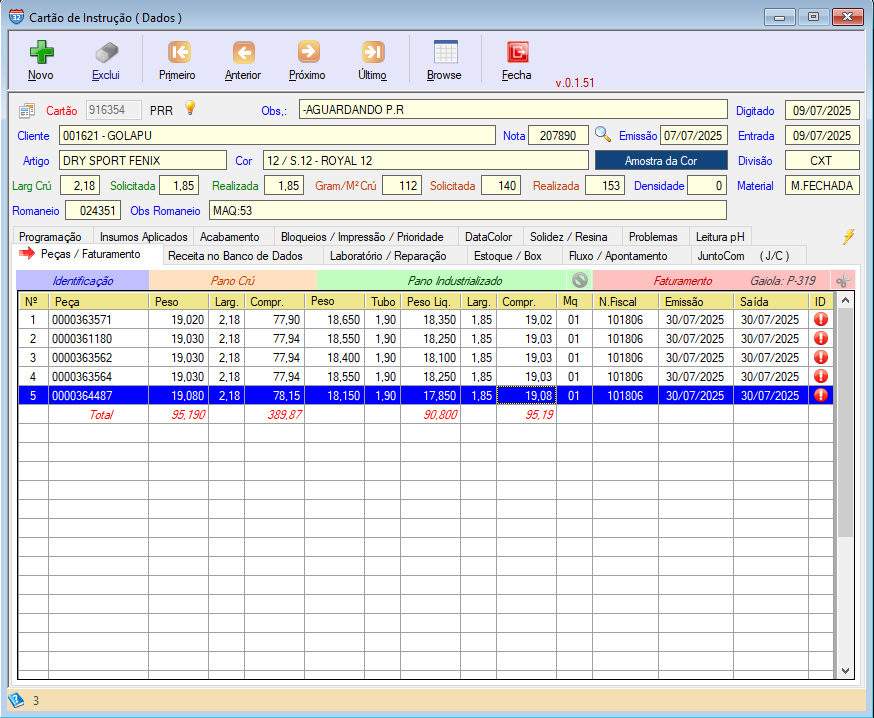 Cartão de Instrução ( Dados )
Novo Exclui Primeiro Anterior Próximo Último Browse Fecha v.0.1.51
Cartão 916354 PRR Obs,: -AGUARDANDO P.R Digitado 09/07/2025
Cliente 001621 - GOLAPU Nota 207890 Emissão 07/07/2025 Entrada 09/07/2025
Artigo DRY SPORT FENIX Cor 12 / S.12 - ROYAL 12 Amostra da Cor Divisão CXT
Larg Crú 2,18 Solicitada 1,85 Realizada 1,85 Gram/M² Crú 112 Solicitada 140 Realizada 153 Densidade 0 Material M.FECHADA
Romaneio 024351 Obs Romaneio MAQ:53
Programação Insumos Aplicados Acabamento Bloqueios / Impressão / Prioridade DataColor Solidez / Resina Problemas Leitura pH
Peças / Faturamento Receita no Banco de Dados Laboratório / Reparação Estoque / Box Fluxo / Apontamento JuntoCom ( J/C )
Identificação Pano Crú Pano Industrializado Faturamento Gaiola: P-319
Nº Peça Peso Larg. Compr. Peso Tubo Peso Liq. Larg. Compr. Mq N.Fiscal Emissão Saída ID
1 0000363571 19,020 2,18 77,90 18,650 1,90 18,350 1,85 19,02 01 101806 30/07/2025 30/07/2025
2 0000361180 19,030 2,18 77,94 18,550 1,90 18,250 1,85 19,03 01 101806 30/07/2025 30/07/2025
3 0000363562 19,030 2,18 77,94 18,400 1,90 18,100 1,85 19,03 01 101806 30/07/2025 30/07/2025
4 0000363564 19,030 2,18 77,94 18,550 1,90 18,250 1,85 19,03 01 101806 30/07/2025 30/07/2025
5 0000364487 19,080 2,18 78,15 18,150 1,90 17,850 1,85 19,08 01 101806 30/07/2025 30/07/2025
Total 95,190 389,87 90,800 95,19
3